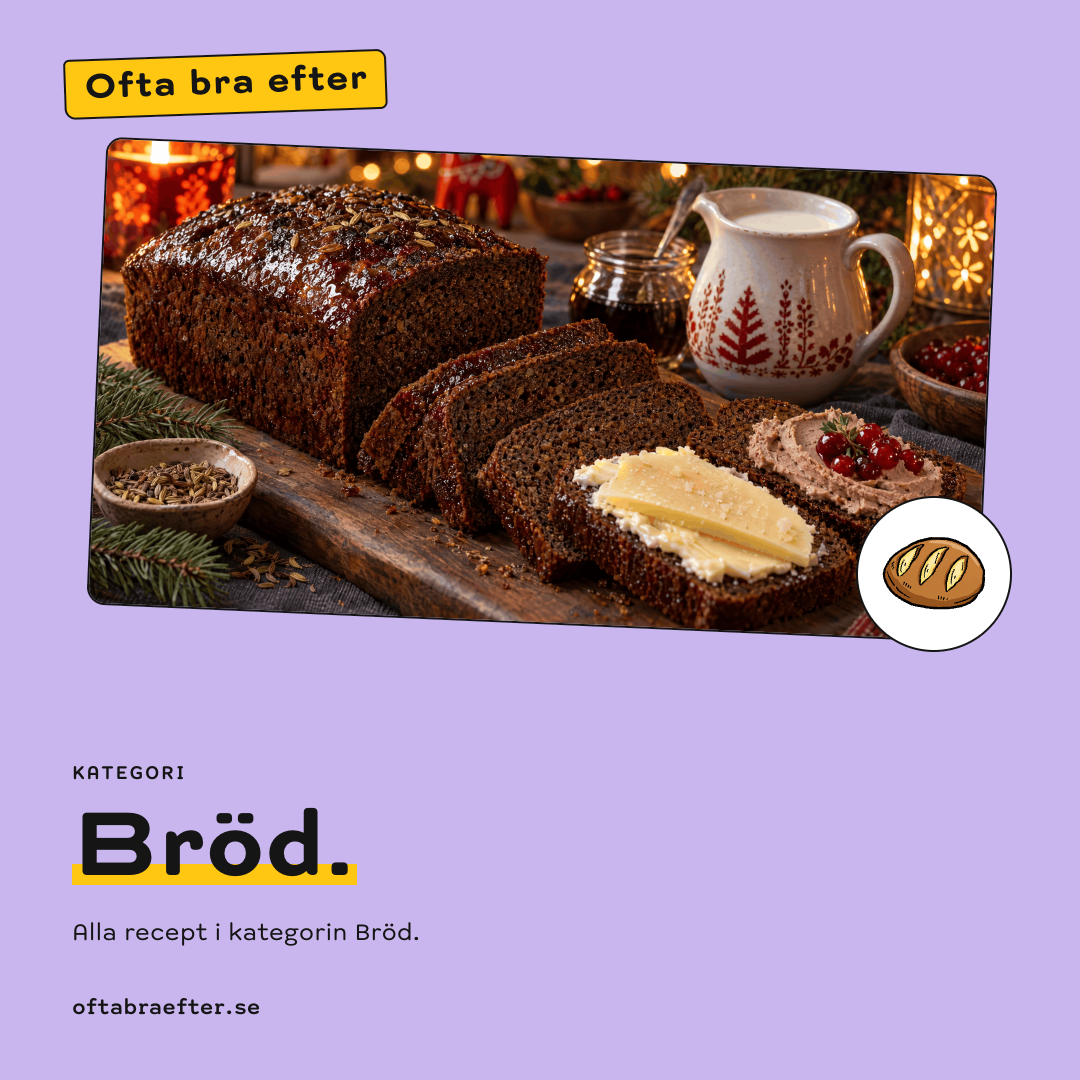 Ofta bra efter
KATEGORI
Bröd.
Alla recept i kategorin Bröd.
oftabraefter.se